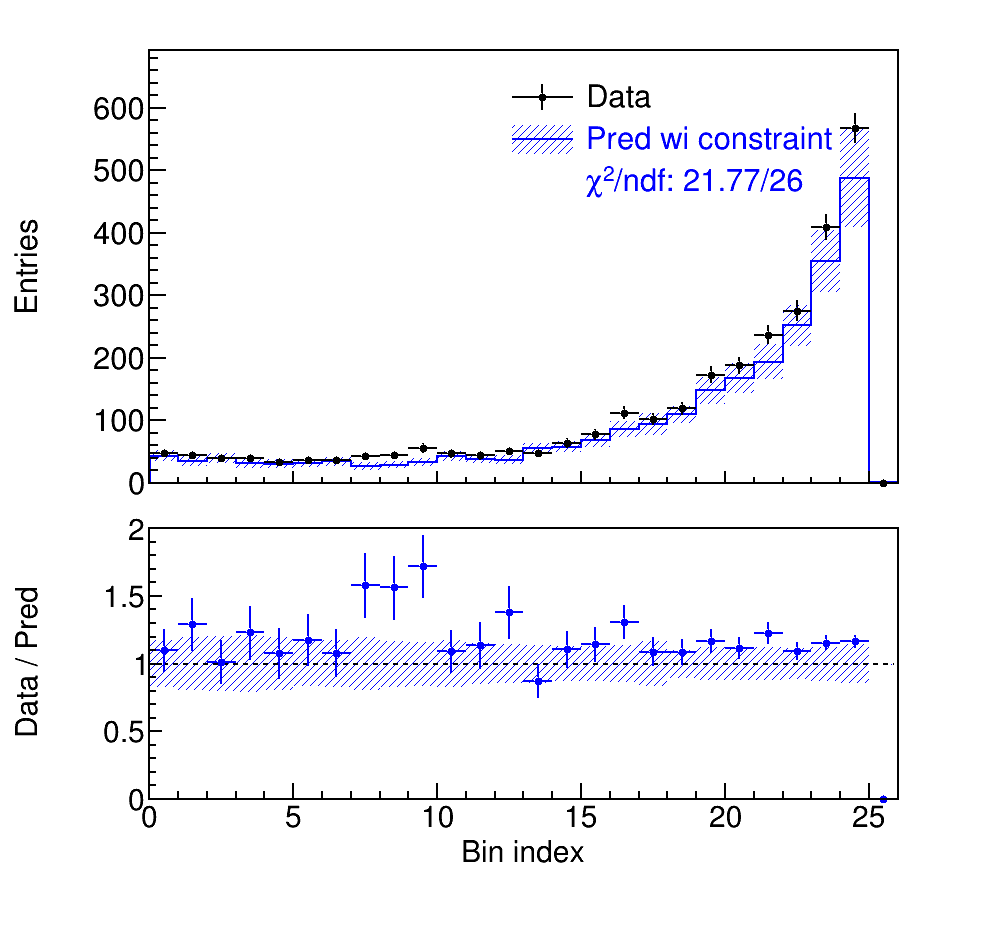 600
500
400
300
200
100
0
Entries
Data
Pred wi constraint
χ²/ndf: 21.77/26
2
1.5
1
0.5
0
Data / Pred
0 5 10 15 20 25
Bin index